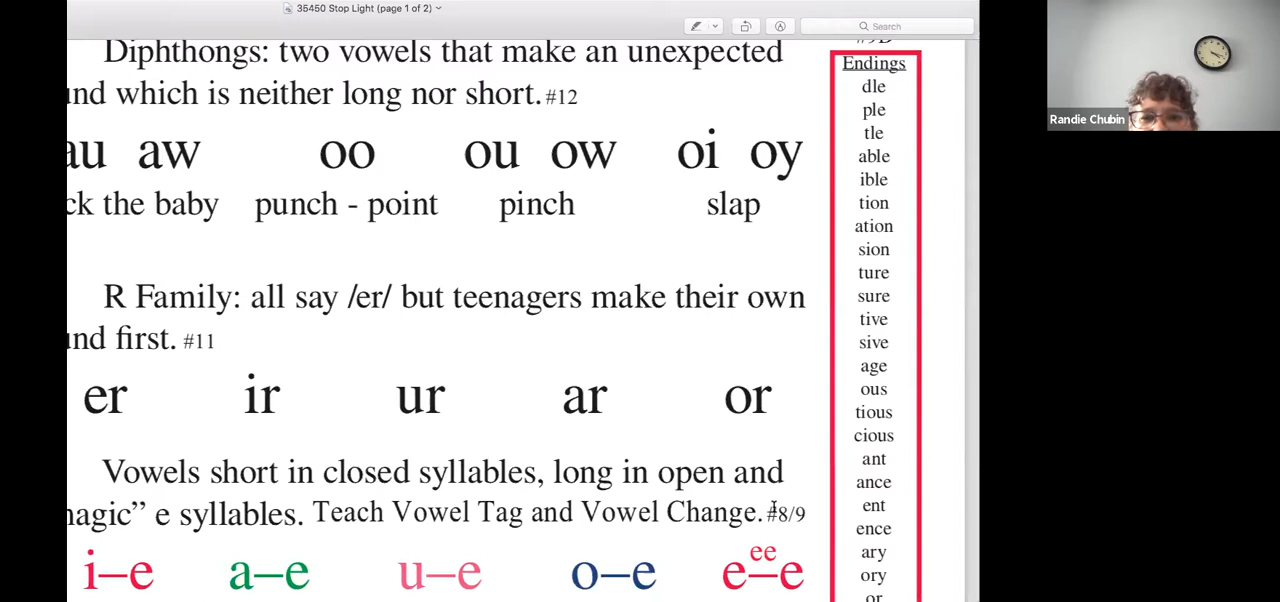 35450 Stop Light (page 1 of 2)
Search
Diphthongs: two vowels that make an unexpected
und which is neither long nor short. #12
au aw oo ou ow oi oy
ck the baby punch - point pinch slap
R Family: all say /er/ but teenagers make their own
und first. #11
er ir ur ar or
Vowels short in closed syllables, long in open and
magic” e syllables. Teach Vowel Tag and Vowel Change. #8/9
ee
i–e a–e u–e o–e e–e
Endings
dle
ple
tle
able
ible
tion
ation
sion
ture
sure
tive
sive
age
ous
tious
cious
ant
ance
ent
ence
ary
ory
or
Randie Chubin